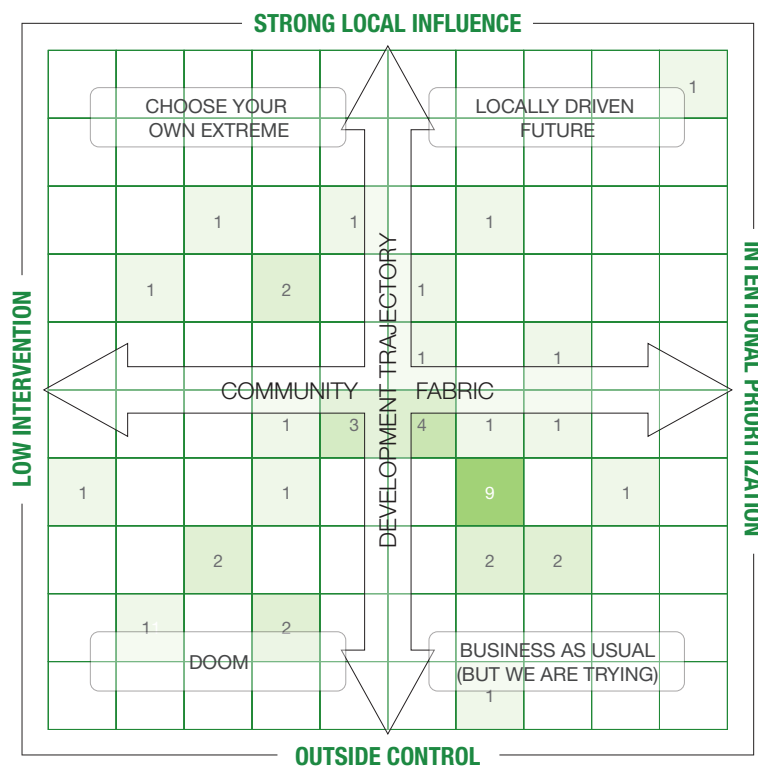 STRONG LOCAL INFLUENCE
1
CHOOSE YOUR
OWN EXTREME
LOCALLY DRIVEN
FUTURE
1 1 1
1 2 1
1 1
LOW INTERVENTION
COMMUNITY FABRIC
DEVELOPMENT TRAJECTORY
INTENTIONAL PRIORITIZATION
1 3 4 1 1
1 1 9 1
2 2 2
1 2
DOOM
BUSINESS AS USUAL
(BUT WE ARE TRYING)
1
OUTSIDE CONTROL